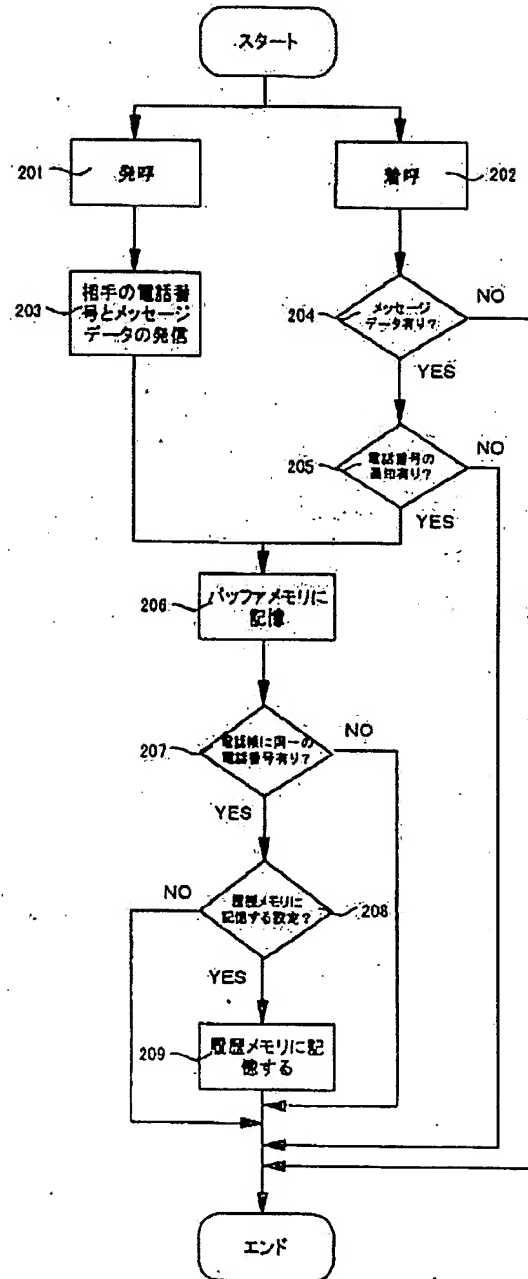 スタート
201
発呼
着呼
202
203
相手の電話番
号とメッセージ
データの発信
204
メッセージ
データ有り?
NO
YES
205
電話番号の
通知有り?
NO
YES
206
バッファメモリに
記憶
207
電話帳に同一の
電話番号有り?
NO
YES
208
履歴メモリに
記憶する設定?
NO
YES
209
履歴メモリに記
憶する
エンド